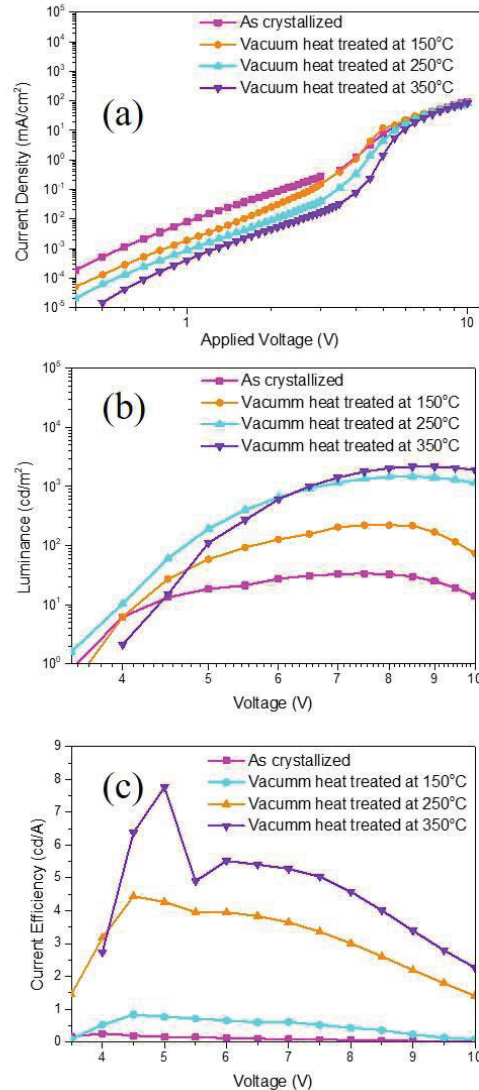 As crystallized
Vacuum heat treated at 150°C
Vacuum heat treated at 250°C
Vacuum heat treated at 350°C
(a)
Current Density (mA/cm²)
10⁵
10⁴
10³
10²
10¹
10⁰
10⁻¹
10⁻²
10⁻³
10⁻⁴
10⁻⁵
1 10
Applied Voltage (V)
As crystallized
Vacumm heat treated at 150°C
Vacumm heat treated at 250°C
Vacumm heat treated at 350°C
(b)
Luminance (cd/m²)
10⁵
10⁴
10³
10²
10¹
10⁰
4 5 6 7 8 9 10
Voltage (V)
As crystallized
Vacumm heat treated at 150°C
Vacumm heat treated at 250°C
Vacumm heat treated at 350°C
(c)
Current Efficiency (cd/A)
9
8
7
6
5
4
3
2
1
0
4 5 6 7 8 9 10
Voltage (V)